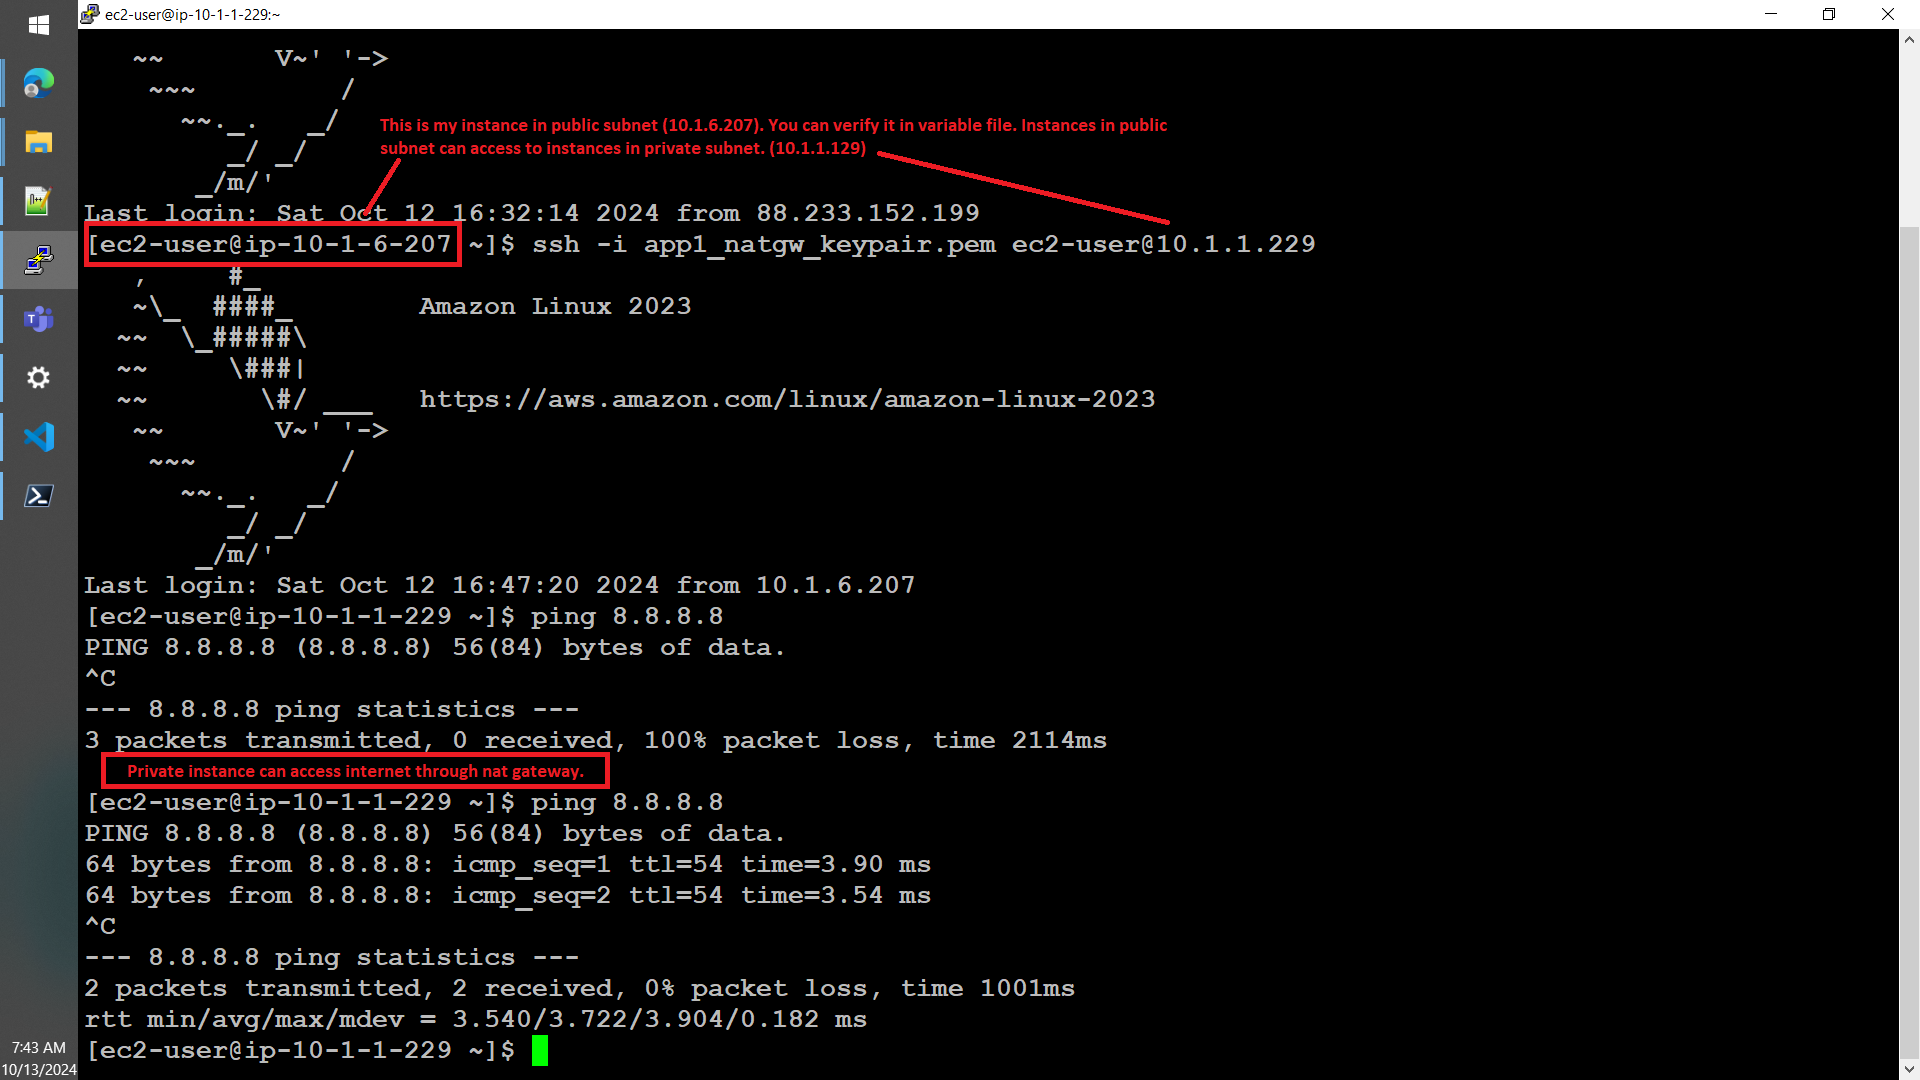 ec2-user@ip-10-1-1-229:~
   ~~       V~' '->
    ~~~         /
      ~~._.   _/
         _/ _/
       _/m/'
This is my instance in public subnet (10.1.6.207). You can verify it in variable file. Instances in public
subnet can access to instances in private subnet. (10.1.1.129)
Last login: Sat Oct 12 16:32:14 2024 from 88.233.152.199
[ec2-user@ip-10-1-6-207 ~]$ ssh -i app1_natgw_keypair.pem ec2-user@10.1.1.229
   ,     #_
   ~\_  ####_        Amazon Linux 2023
  ~~  \_#####\
  ~~     \###|
  ~~       \#/ ___   https://aws.amazon.com/linux/amazon-linux-2023
   ~~       V~' '->
    ~~~         /
      ~~._.   _/
         _/ _/
       _/m/'
Last login: Sat Oct 12 16:47:20 2024 from 10.1.6.207
[ec2-user@ip-10-1-1-229 ~]$ ping 8.8.8.8
PING 8.8.8.8 (8.8.8.8) 56(84) bytes of data.
^C
--- 8.8.8.8 ping statistics ---
3 packets transmitted, 0 received, 100% packet loss, time 2114ms
Private instance can access internet through nat gateway.
[ec2-user@ip-10-1-1-229 ~]$ ping 8.8.8.8
PING 8.8.8.8 (8.8.8.8) 56(84) bytes of data.
64 bytes from 8.8.8.8: icmp_seq=1 ttl=54 time=3.90 ms
64 bytes from 8.8.8.8: icmp_seq=2 ttl=54 time=3.54 ms
^C
--- 8.8.8.8 ping statistics ---
2 packets transmitted, 2 received, 0% packet loss, time 1001ms
rtt min/avg/max/mdev = 3.540/3.722/3.904/0.182 ms
[ec2-user@ip-10-1-1-229 ~]$
7:43 AM
10/13/2024